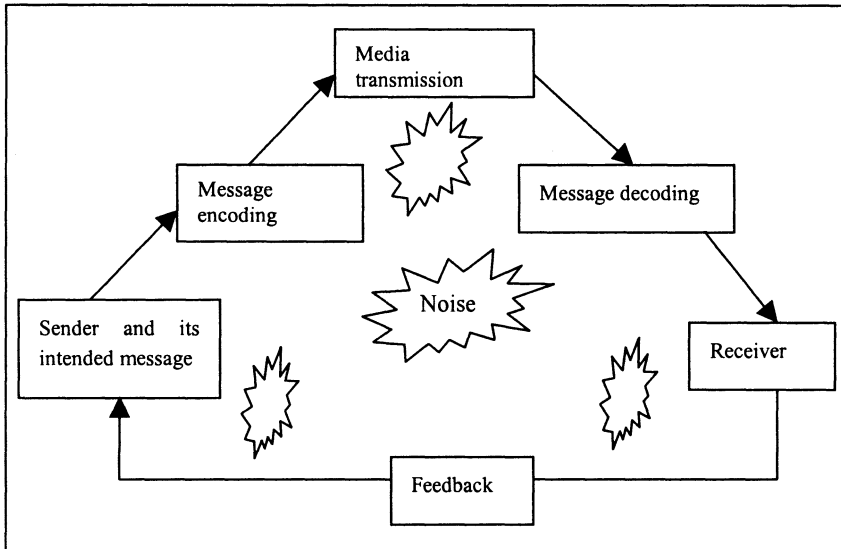 Media
transmission
Message
encoding
Message decoding
Noise
Sender and its
intended message
Receiver
Feedback